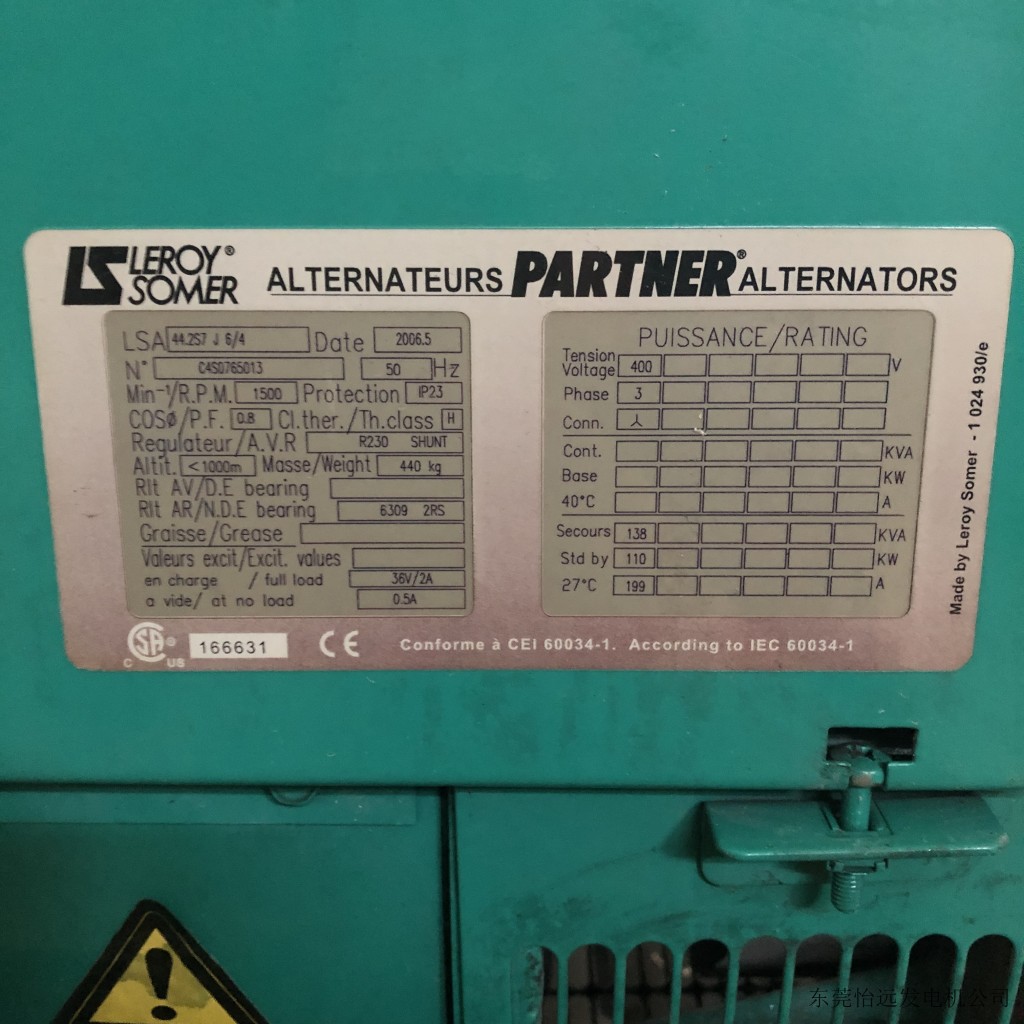 LS LEROY® SOMER ALTERNATEURS PARTNER® ALTERNATORS
LSA 44.2S7 J 6/4 Date 2006.5
N° C4S0765013 50 Hz
Min-¹/R.P.M. 1500 Protection IP23
COSø/P.F. 0.8 Cl.ther./Th.class H
Regulateur/A.V.R R230 SHUNT
Altit. <1000m Masse/Weight 440 kg
Rlt AV/D.E bearing
Rlt AR/N.D.E bearing 6309 2RS
Graisse/Grease
Valeurs excit/Excit. values
en charge / full load 36V/2A
a vide/ at no load 0.5A
PUISSANCE/RATING
Tension Voltage 400 V
Phase 3
Conn. 人
Cont. KVA
Base KW
40°C A
Secours 138 KVA
Std by 110 KW
27°C 199 A
Made by Leroy Somer - 1 024 930/e
C SA® US 166631 CE Conforme à CEI 60034-1. According to IEC 60034-1
东莞怡远发电机公司